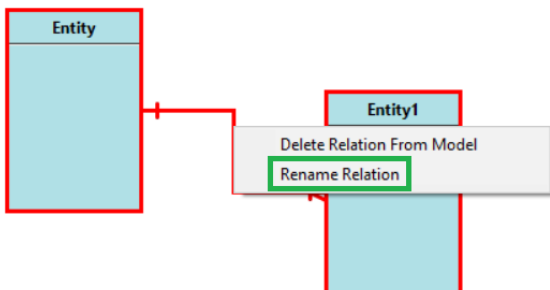 Entity
Entity1
Delete Relation From Model
Rename Relation